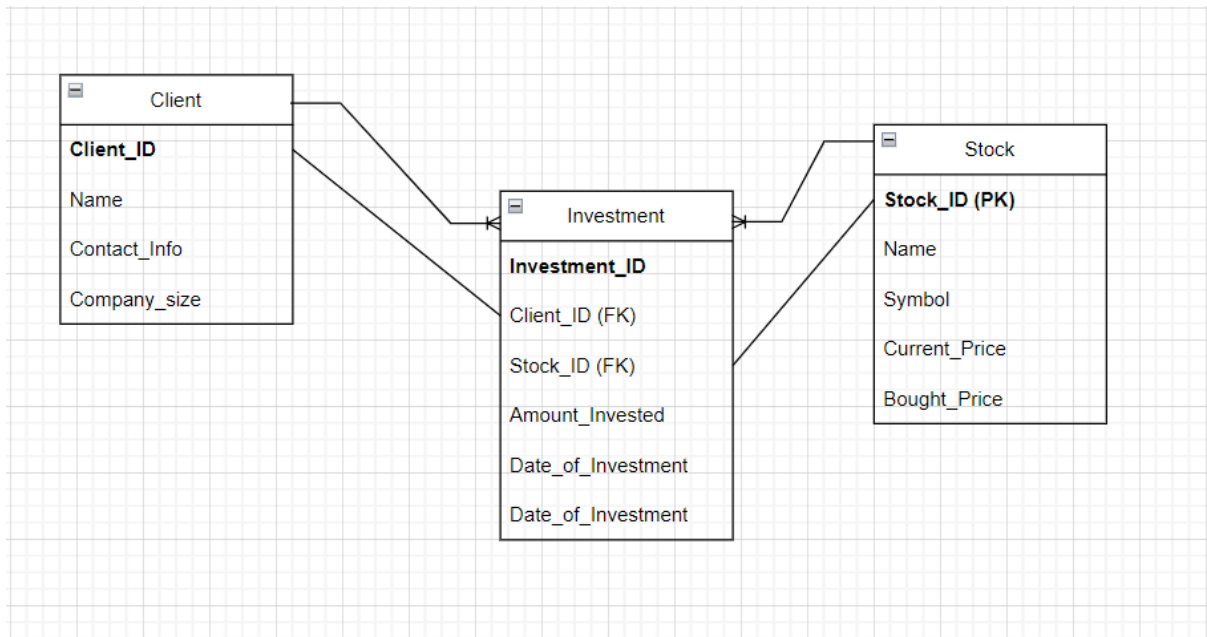 Client
Client_ID
Name
Contact_Info
Company_size
Investment
Investment_ID
Client_ID (FK)
Stock_ID (FK)
Amount_Invested
Date_of_Investment
Date_of_Investment
Stock
Stock_ID (PK)
Name
Symbol
Current_Price
Bought_Price